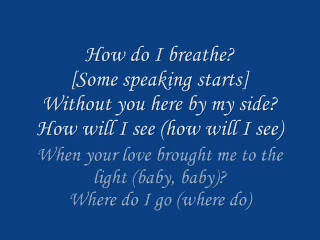 How do I breathe?
[Some speaking starts]
Without you here by my side?
How will I see (how will I see)
When your love brought me to the
light (baby, baby)?
Where do I go (where do)